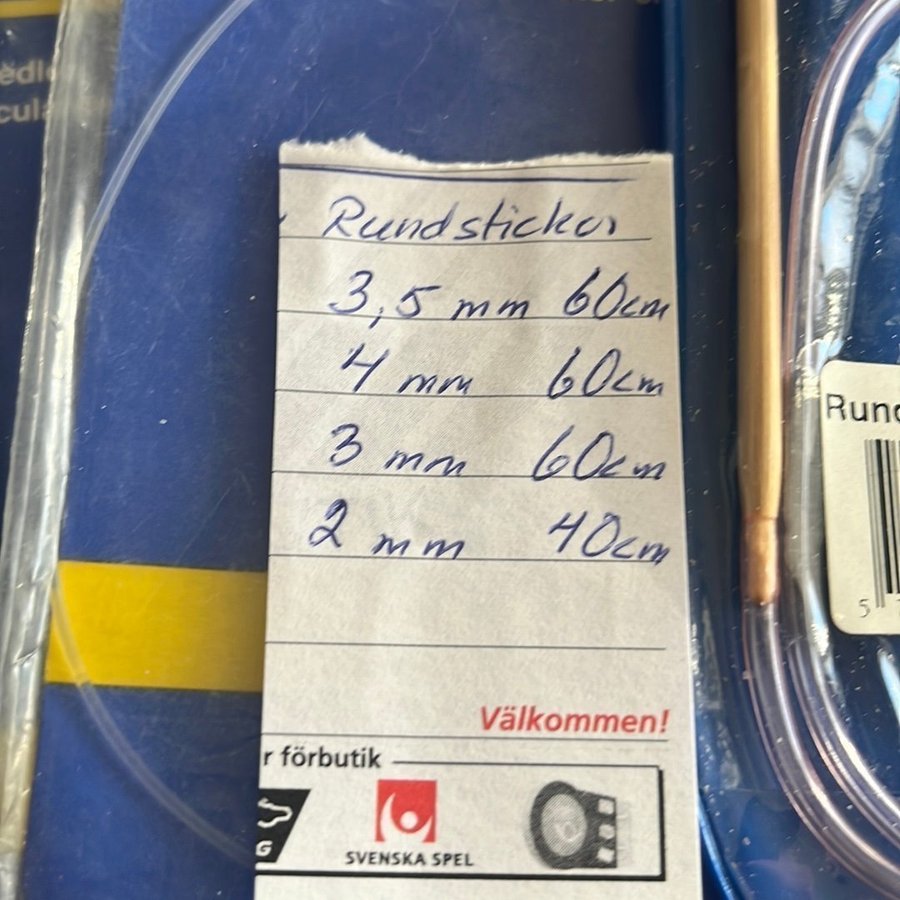 Rundstickor
3,5 mm 60cm
4 mm 60cm
3 mm 60cm
2 mm 40cm
Välkommen!
r förbutik
G
SVENSKA SPEL
Rund
5